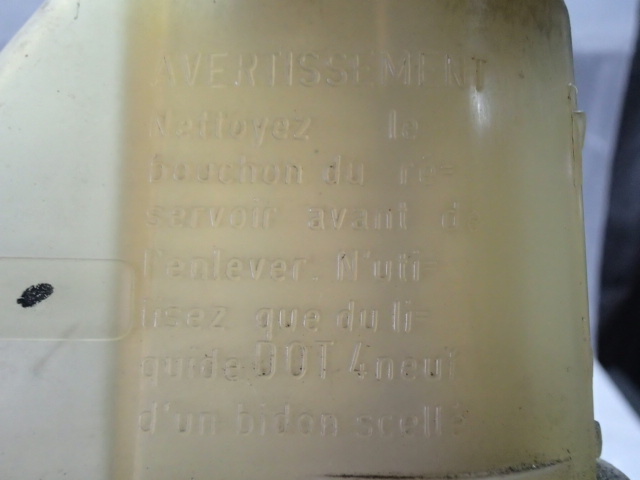 AVERTISSEMENT
Nettoyez le
bouchon du ré-
servoir avant de
l'enlever. N'uti-
lisez que du li-
quide DOT 4 neuf
d'un bidon scellé